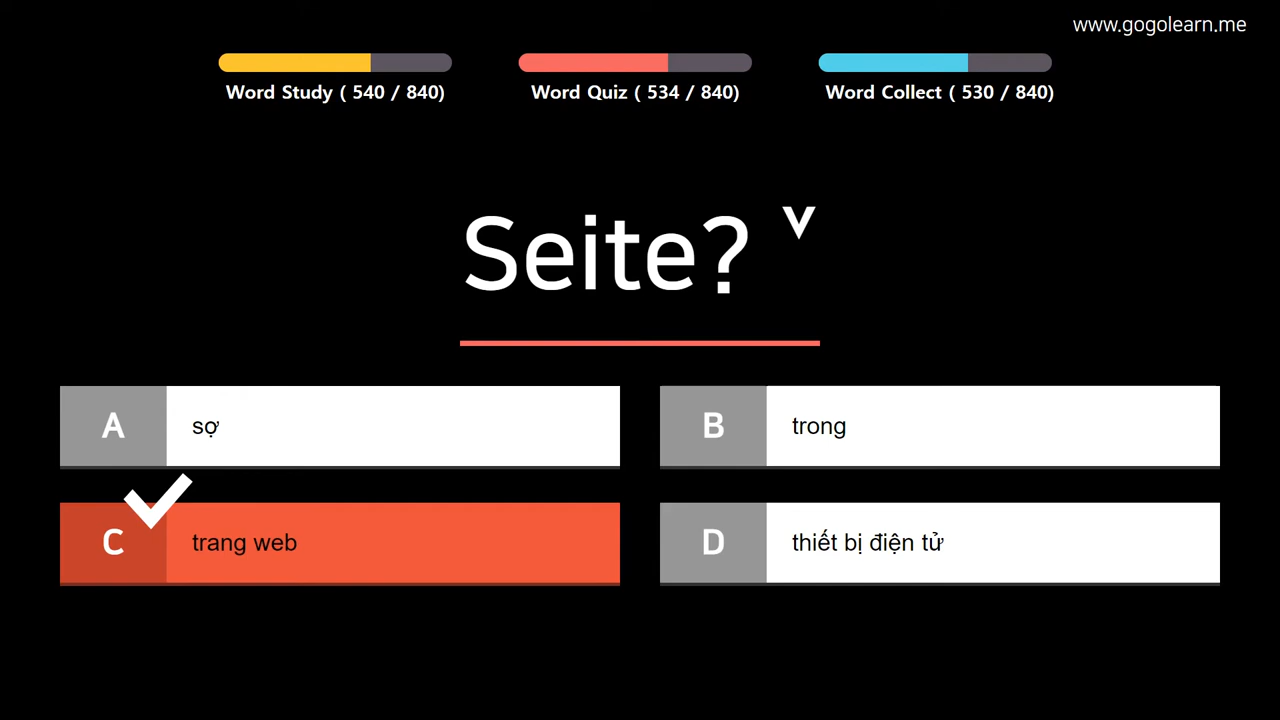 www.gogolearn.me
Word Study ( 540 / 840)
Word Quiz ( 534 / 840)
Word Collect ( 530 / 840)
Seite?
A
sợ
B
trong
C
trang web
D
thiết bị điện tử